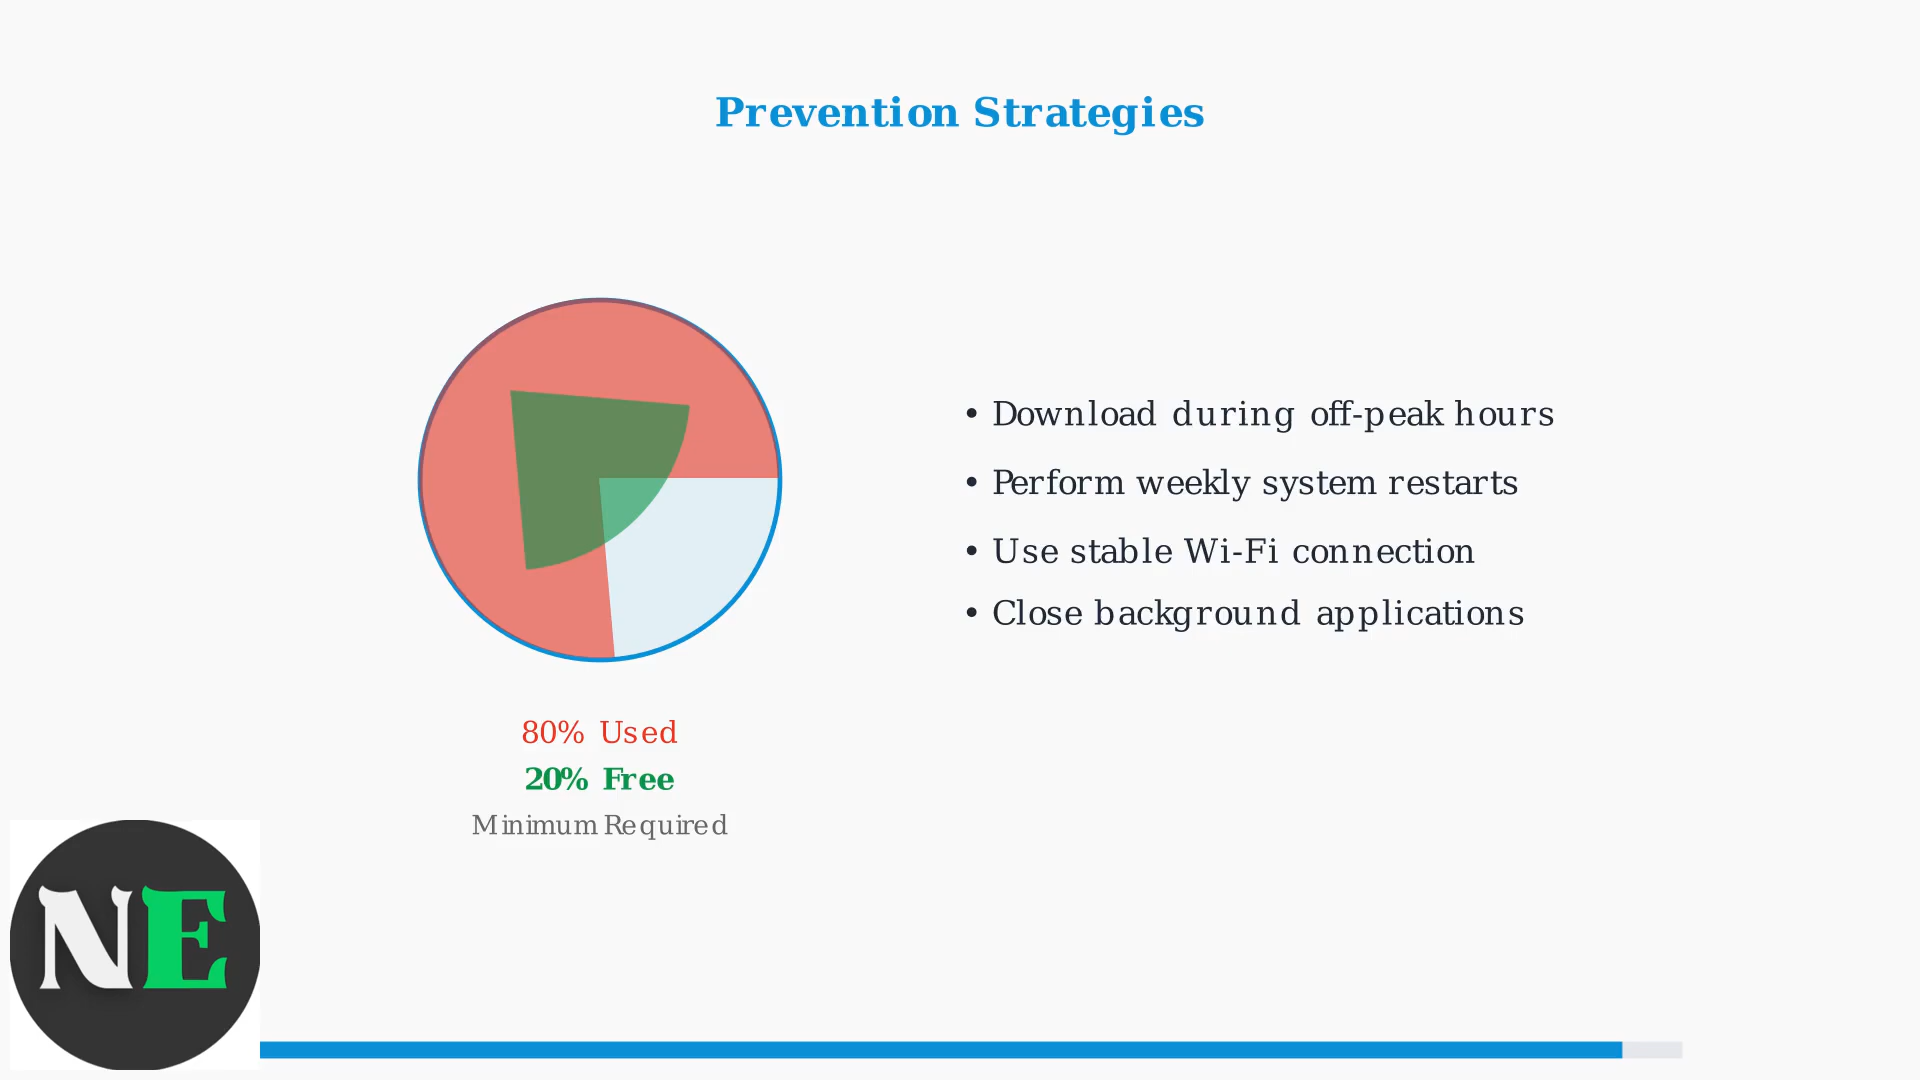 Prevention Strategies
• Download during off-peak hours
• Perform weekly system restarts
• Use stable Wi-Fi connection
• Close background applications
80% Used
20% Free
Minimum Required
NE